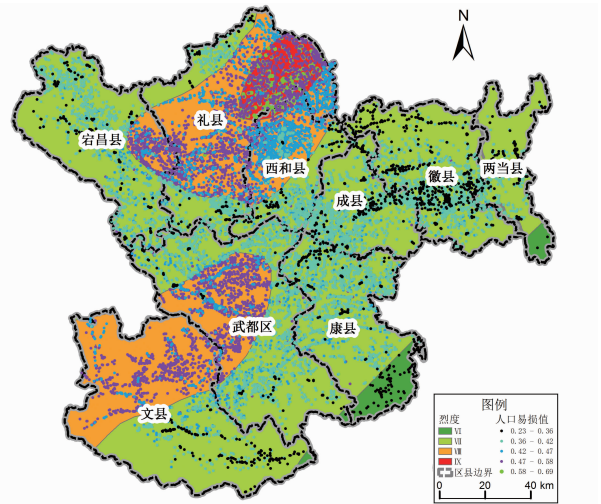 N
礼县
宕昌县
西和县
两当县
徽县
成县
武都区
康县
文县
图例
烈度 人口易损值
VI 0.23 - 0.36
VII 0.36 - 0.42
VIII 0.42 - 0.47
IX 0.47 - 0.58
区县边界 0.58 - 0.69
0 20 40
km